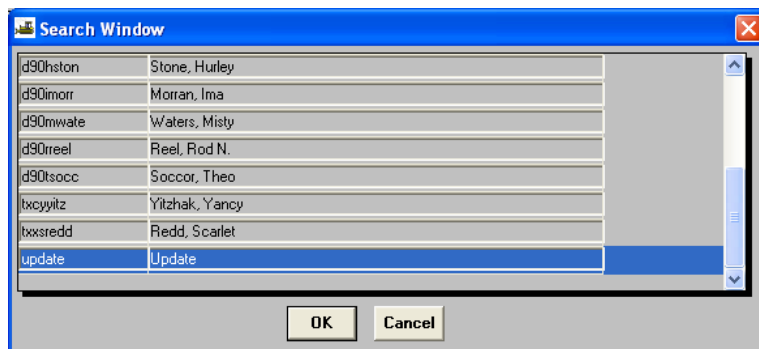 Search Window
d90hston Stone, Hurley
d90imorr Morran, Ima
d90mwate Waters, Misty
d90rreel Reel, Rod N.
d90tsocc Soccor, Theo
txcyyitz Yitzhak, Yancy
txxsredd Redd, Scarlet
update Update
OK Cancel